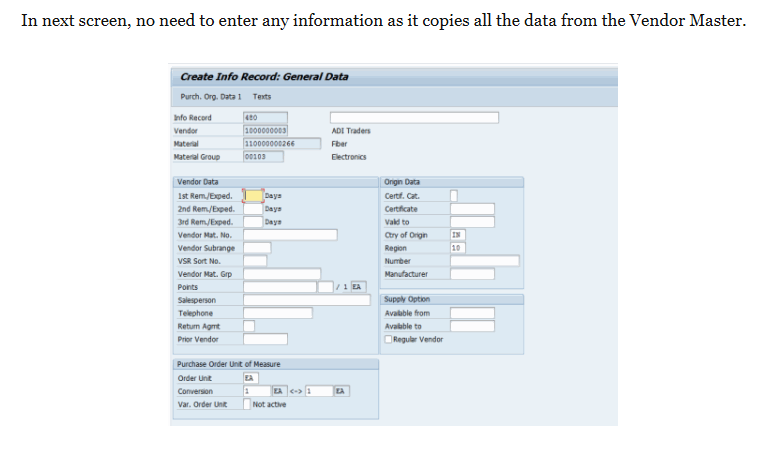 In next screen, no need to enter any information as it copies all the data from the Vendor Master.
Create Info Record: General Data
Purch. Org. Data 1 Texts
Info Record 480
Vendor 1000000003 ADI Traders
Material 110000000266 Fiber
Material Group 00103 Electronics
Vendor Data
1st Rem./Exped. Days
2nd Rem./Exped. Days
3rd Rem./Exped. Days
Vendor Mat. No.
Vendor Subrange
VSR Sort No.
Vendor Mat. Grp
Points / 1 EA
Salesperson
Telephone
Return Agmt
Prior Vendor
Origin Data
Certif. Cat.
Certificate
Valid to
Ctry of Origin IN
Region 10
Number
Manufacturer
Supply Option
Available from
Available to
Regular Vendor
Purchase Order Unit of Measure
Order Unit EA
Conversion 1 EA <-> 1 EA
Var. Order Unit Not active